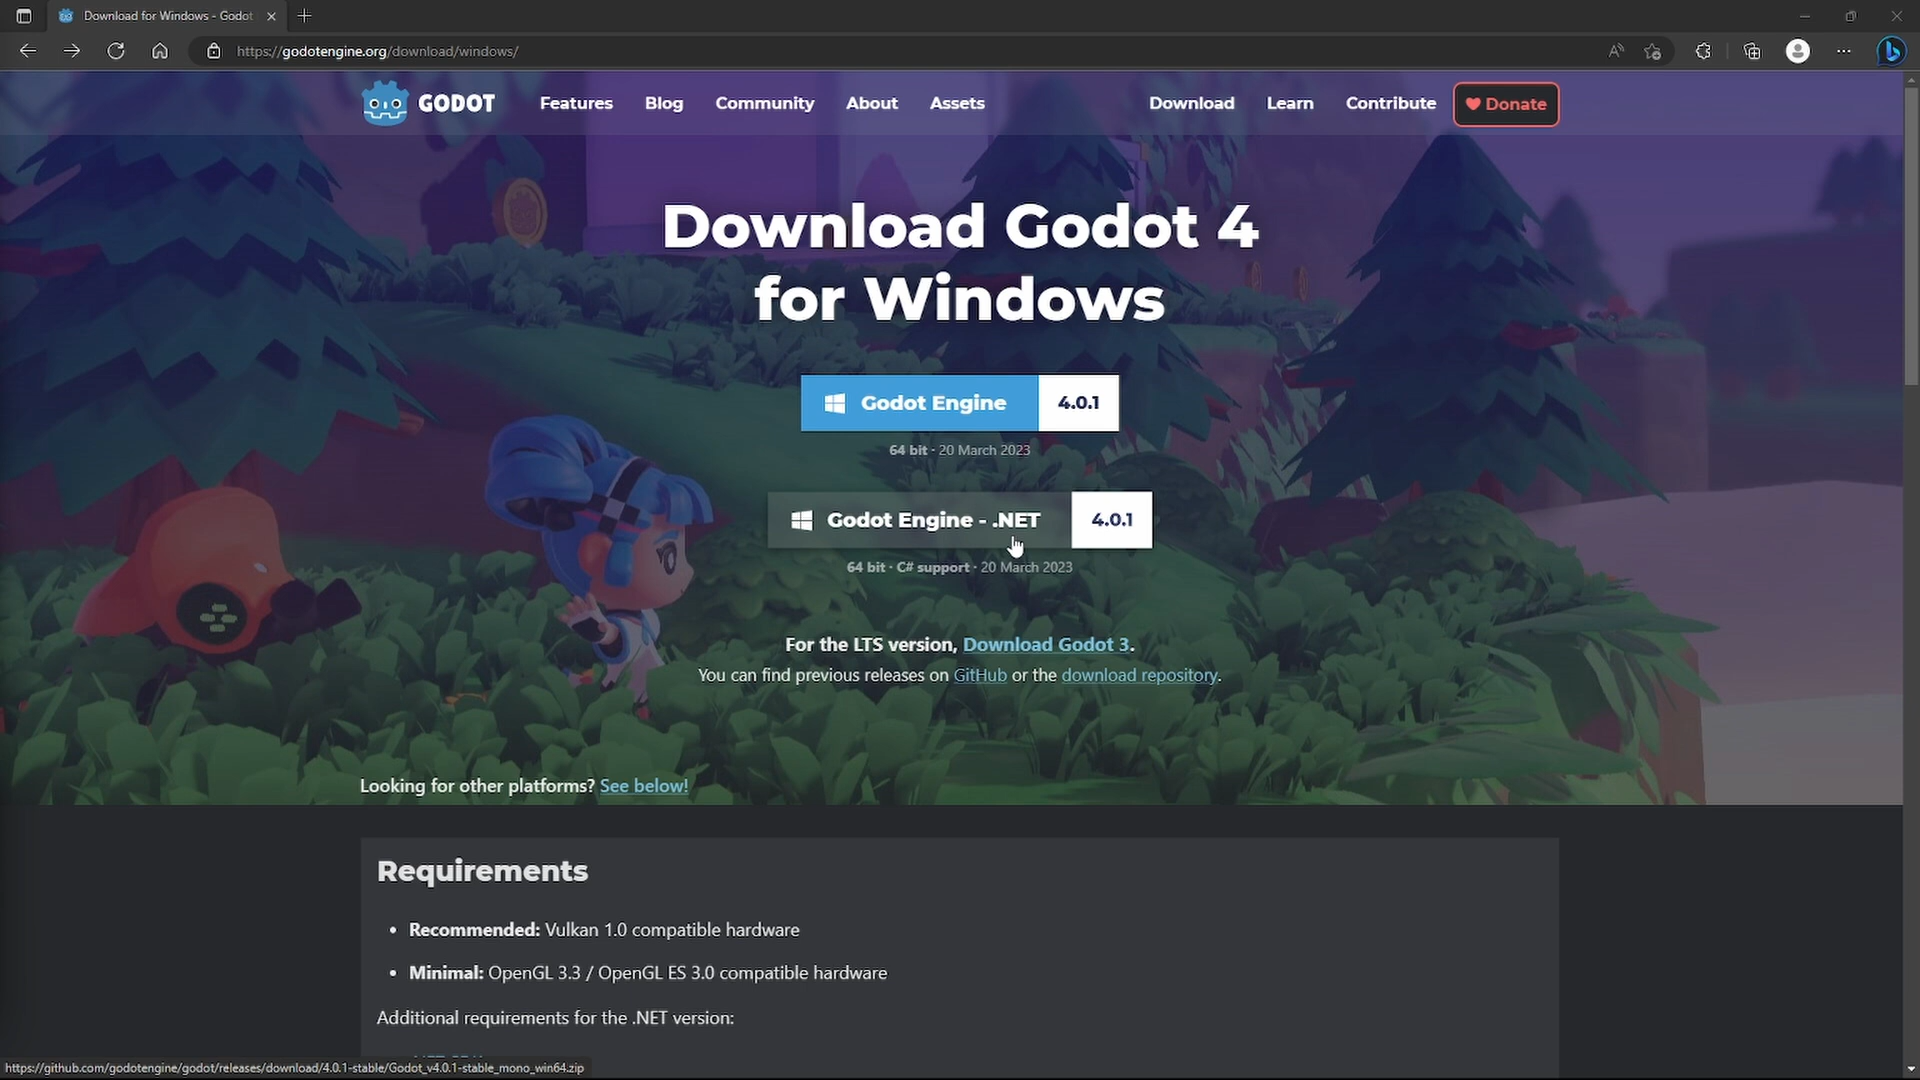 Download for Windows - Godot
https://godotengine.org/download/windows/
GODOT
Features
Blog
Community
About
Assets
Download
Learn
Contribute
Donate
Download Godot 4
for Windows
Godot Engine
4.0.1
64 bit · 20 March 2023
Godot Engine - .NET
4.0.1
64 bit · C# support · 20 March 2023
For the LTS version, Download Godot 3.
You can find previous releases on GitHub or the download repository.
Looking for other platforms? See below!
Requirements
• Recommended: Vulkan 1.0 compatible hardware
• Minimal: OpenGL 3.3 / OpenGL ES 3.0 compatible hardware
Additional requirements for the .NET version:
https://github.com/godotengine/godot/releases/download/4.0.1-stable/Godot_v4.0.1-stable_mono_win64.zip